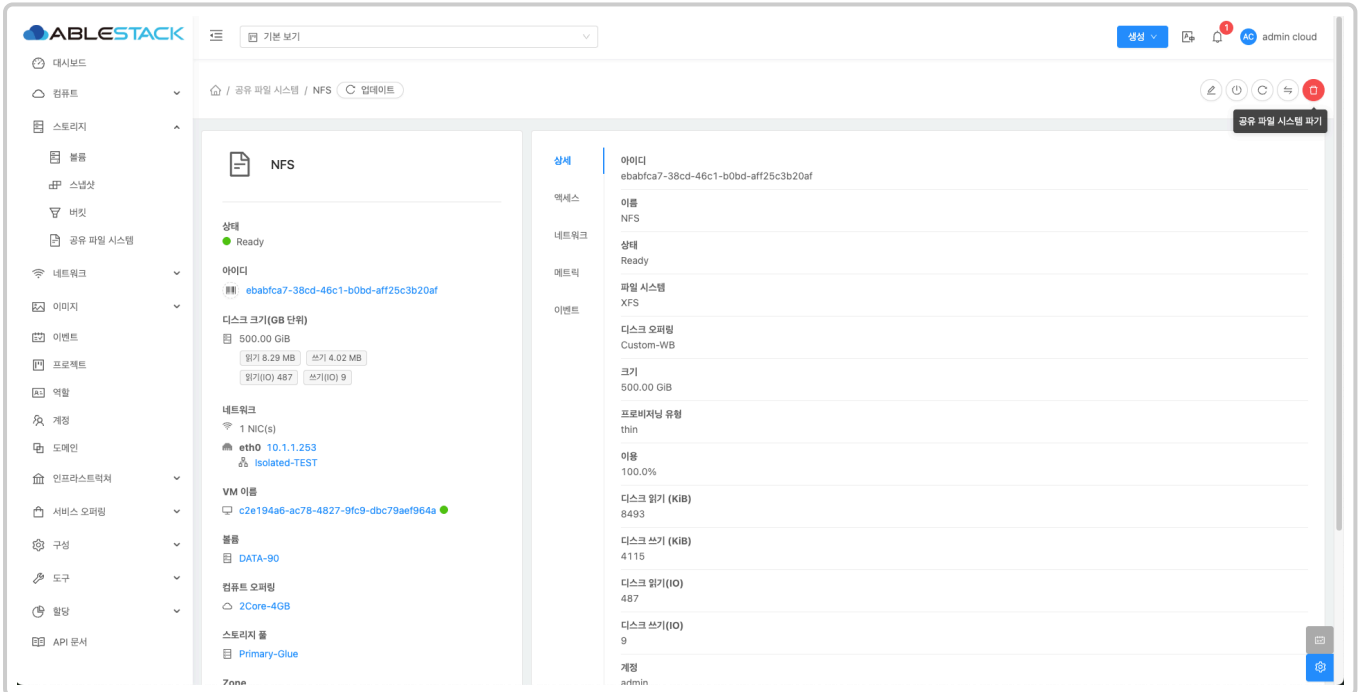 ABLESTACK
기본 보기
생성
1
AC
admin cloud
대시보드
컴퓨트
스토리지
볼륨
스냅샷
버킷
공유 파일 시스템
네트워크
이미지
이벤트
프로젝트
역할
계정
도메인
인프라스트럭쳐
서비스 오퍼링
구성
도구
할당
API 문서
/ 공유 파일 시스템 / NFS 업데이트
공유 파일 시스템 파기
NFS
상태
Ready
아이디
ebabfca7-38cd-46c1-b0bd-aff25c3b20af
디스크 크기(GB 단위)
500.00 GiB
읽기 8.29 MB 쓰기 4.02 MB
읽기(IO) 487 쓰기(IO) 9
네트워크
1 NIC(s)
eth0 10.1.1.253
Isolated-TEST
VM 이름
c2e194a6-ac78-4827-9fc9-dbc79aef964a
볼륨
DATA-90
컴퓨트 오퍼링
2Core-4GB
스토리지 풀
Primary-Glue
Zone
상세
액세스
네트워크
메트릭
이벤트
아이디
ebabfca7-38cd-46c1-b0bd-aff25c3b20af
이름
NFS
상태
Ready
파일 시스템
XFS
디스크 오퍼링
Custom-WB
크기
500.00 GiB
프로비저닝 유형
thin
이용
100.0%
디스크 읽기 (KiB)
8493
디스크 쓰기 (KiB)
4115
디스크 읽기(IO)
487
디스크 쓰기(IO)
9
계정
admin